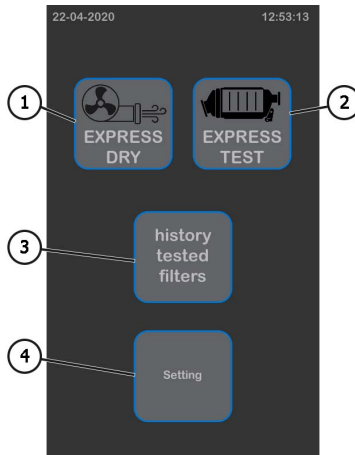 22-04-2020 12:53:13
1
2
EXPRESS
DRY
EXPRESS
TEST
3
history
tested
filters
4
Setting